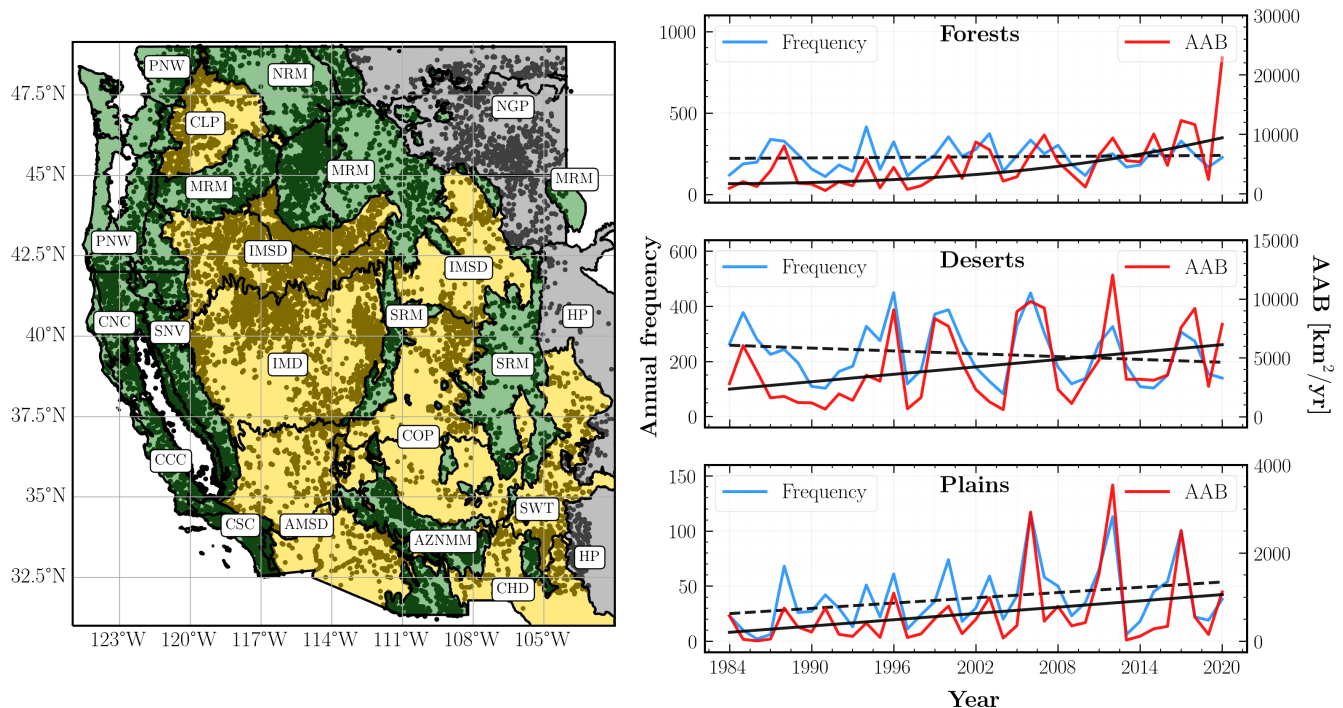 PNW
NRM
NGP
CLP
MRM
MRM
MRM
PNW
IMSD
IMSD
CNC
SNV
SRM
HP
IMD
SRM
COP
CCC
SWT
CSC
AMSD
AZNMM
HP
CHD
47.5°N
45°N
42.5°N
40°N
37.5°N
35°N
32.5°N
123°W 120°W 117°W 114°W 111°W 108°W 105°W
Annual frequency
Forests
Frequency
AAB
1000
500
0
30000
20000
10000
0
Deserts
Frequency
AAB
600
400
200
0
15000
10000
5000
0
Plains
Frequency
AAB
150
100
50
0
4000
2000
0
1984 1990 1996 2002 2008 2014 2020
Year
AAB [km²/yr]